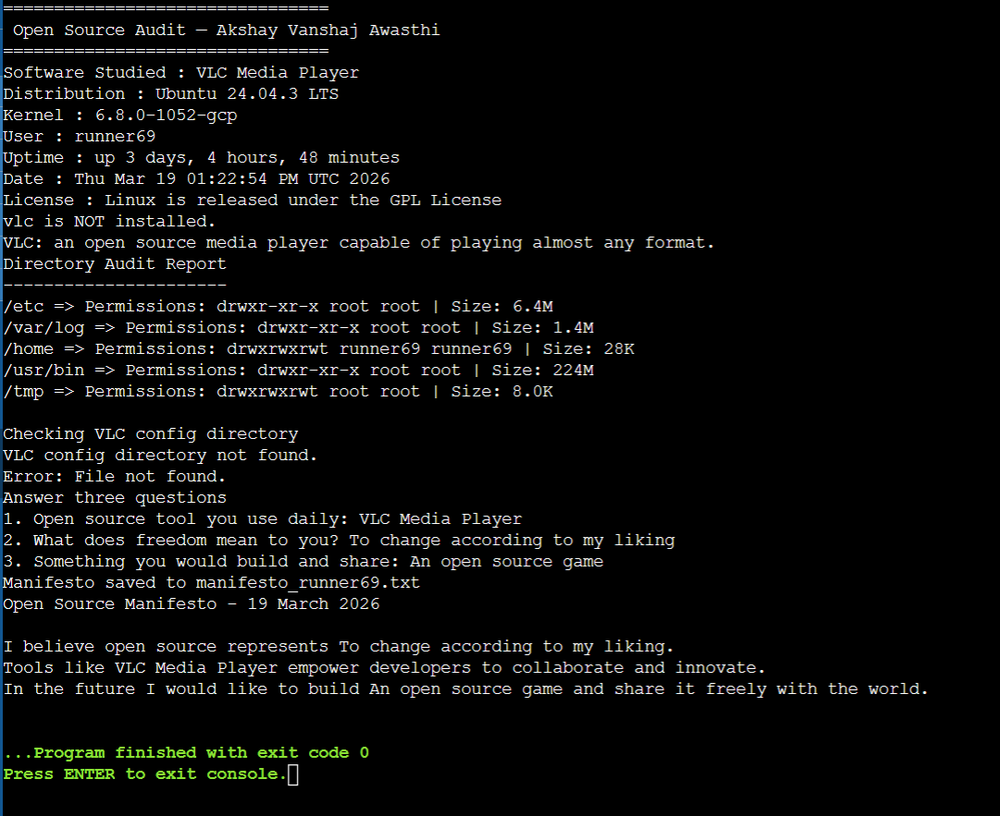 ================================
Open Source Audit — Akshay Vanshaj Awasthi
================================
Software Studied : VLC Media Player
Distribution : Ubuntu 24.04.3 LTS
Kernel : 6.8.0-1052-gcp
User : runner69
Uptime : up 3 days, 4 hours, 48 minutes
Date : Thu Mar 19 01:22:54 PM UTC 2026
License : Linux is released under the GPL License
vlc is NOT installed.
VLC: an open source media player capable of playing almost any format.
Directory Audit Report
----------------------
/etc => Permissions: drwxr-xr-x root root | Size: 6.4M
/var/log => Permissions: drwxr-xr-x root root | Size: 1.4M
/home => Permissions: drwxrwxrwt runner69 runner69 | Size: 28K
/usr/bin => Permissions: drwxr-xr-x root root | Size: 224M
/tmp => Permissions: drwxrwxrwt root root | Size: 8.0K
Checking VLC config directory
VLC config directory not found.
Error: File not found.
Answer three questions
1. Open source tool you use daily: VLC Media Player
2. What does freedom mean to you? To change according to my liking
3. Something you would build and share: An open source game
Manifesto saved to manifesto_runner69.txt
Open Source Manifesto - 19 March 2026
I believe open source represents To change according to my liking.
Tools like VLC Media Player empower developers to collaborate and innovate.
In the future I would like to build An open source game and share it freely with the world.
...Program finished with exit code 0
Press ENTER to exit console.